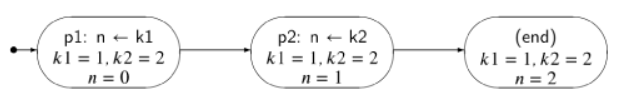 p1: n ← k1
k1 = 1, k2 = 2
n = 0
p2: n ← k2
k1 = 1, k2 = 2
n = 1
(end)
k1 = 1, k2 = 2
n = 2